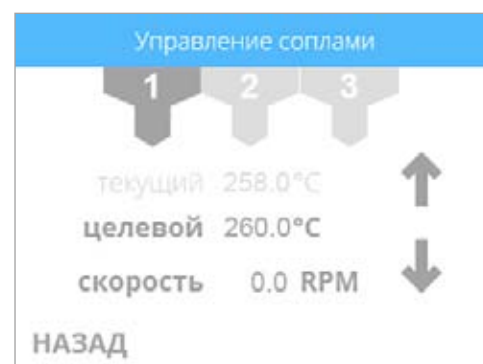 Управление соплами
1 2 3
текущий 258.0°C
целевой 260.0°C
скорость 0.0 RPM
НАЗАД